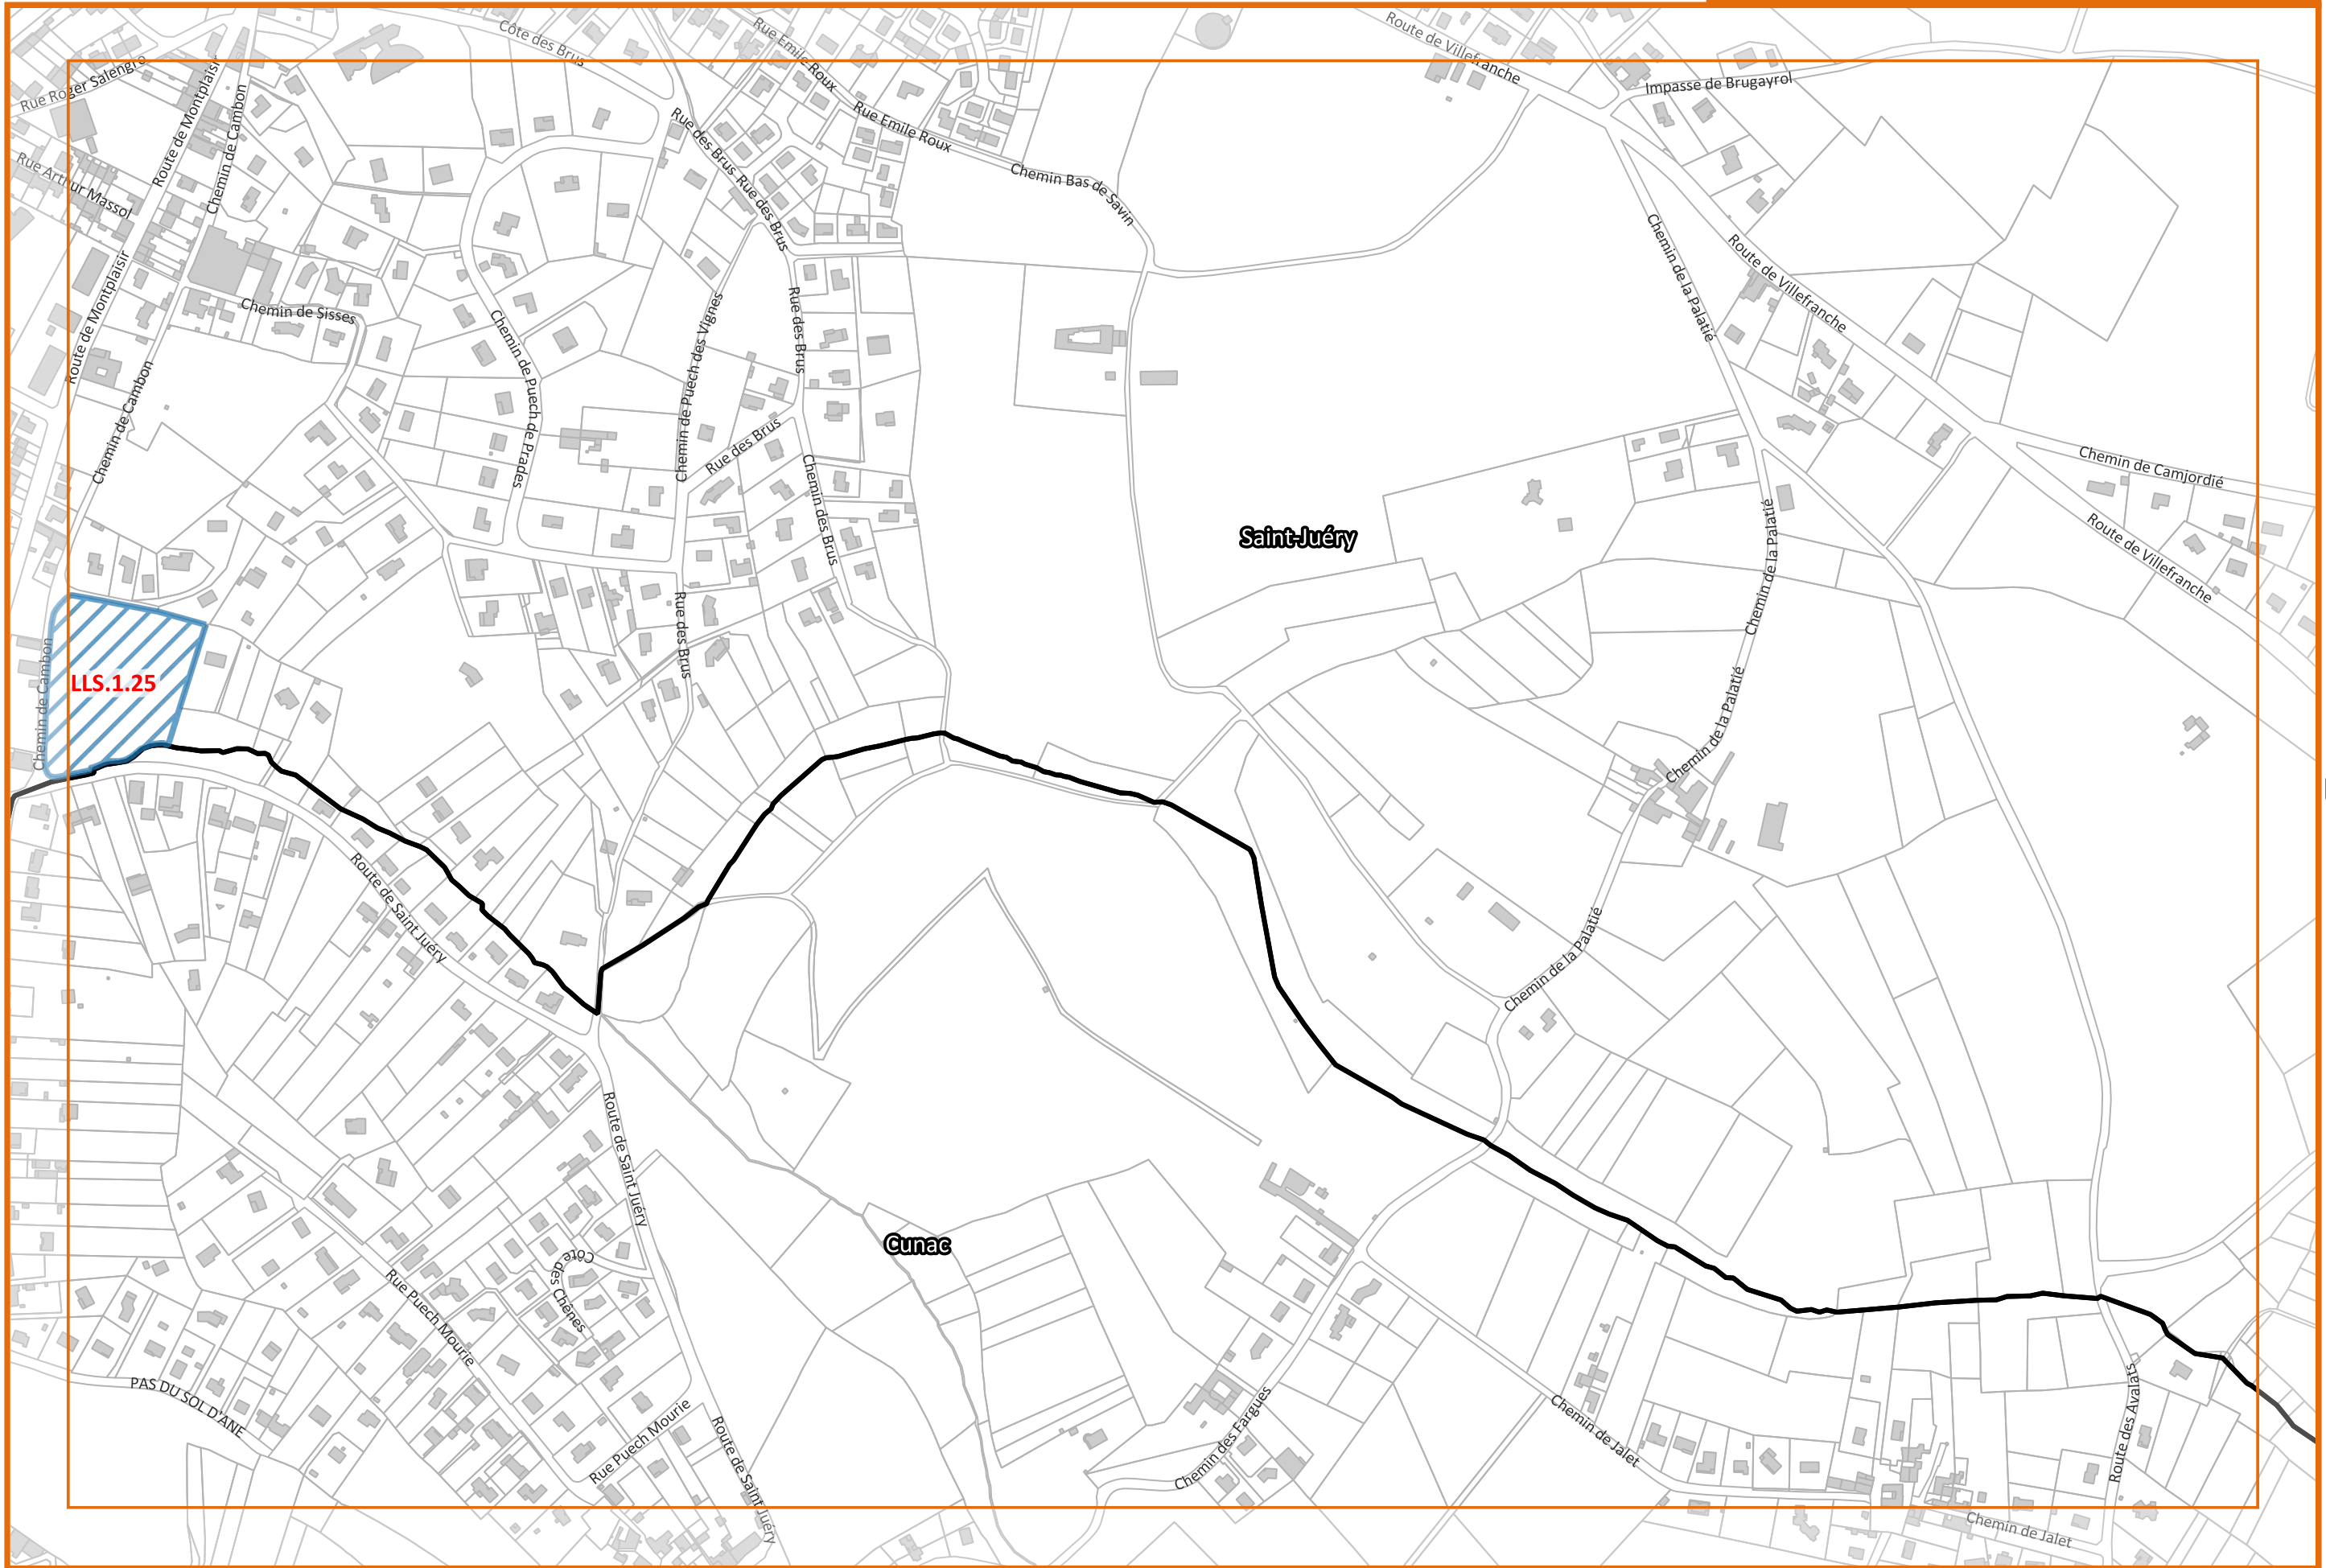 Côte des Brus
Rue Emile Roux
Route de Villefranche
Rue Roger Salengro
Route de Montplaisir
Chemin de Cambon
Impasse de Brugayrol
Rue des Brus
Rue Emile Roux
Rue Arthur Massol
Chemin Bas de Savin
Rue des Brus
Chemin de la Palatié
Route de Villefranche
Route de Montplaisir
Chemin de Sisses
Chemin de Puech des Vignes
Rue des Brus
Chemin de Puech de Prades
Chemin de Cambon
Rue des Brus
Chemin des Brus
Chemin de Camjordié
Route de Villefranche
Saint-Juéry
Chemin de la Palatié
Rue des Brus
Chemin de Cambon
LLS.1.25
Chemin de la Palatié
Chemin de la Palatié
Route de Saint Juéry
Chemin de la Palatié
Route de Saint Juéry
Cunac
Côte des Chênes
Rue Puech Mourie
PAS DU SOL D'ANE
Rue Puech Mourie
Route de Saint Juéry
Chemin des Fargues
Chemin de Jalet
Route des Avalats
Chemin de Jalet